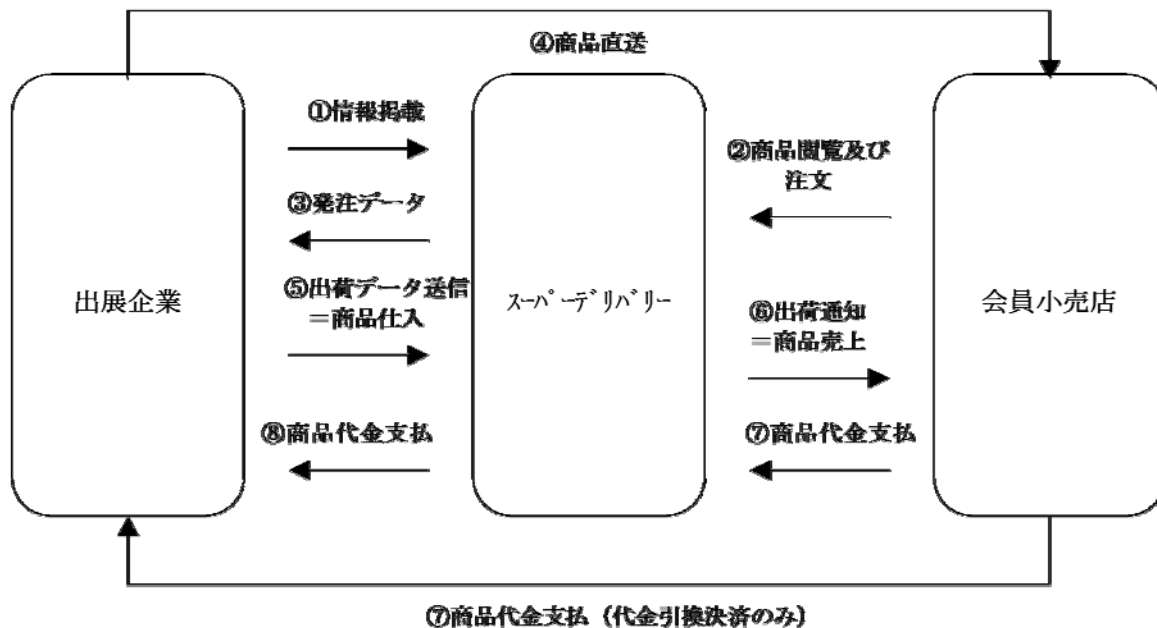 ④商品直送
①情報掲載
②商品閲覧及び
注文
③発注データ
出展企業
スーパーデリバリー
会員小売店
⑤出荷データ送信
＝商品仕入
⑥出荷通知
＝商品売上
⑧商品代金支払
⑦商品代金支払
⑦商品代金支払（代金引換決済のみ）